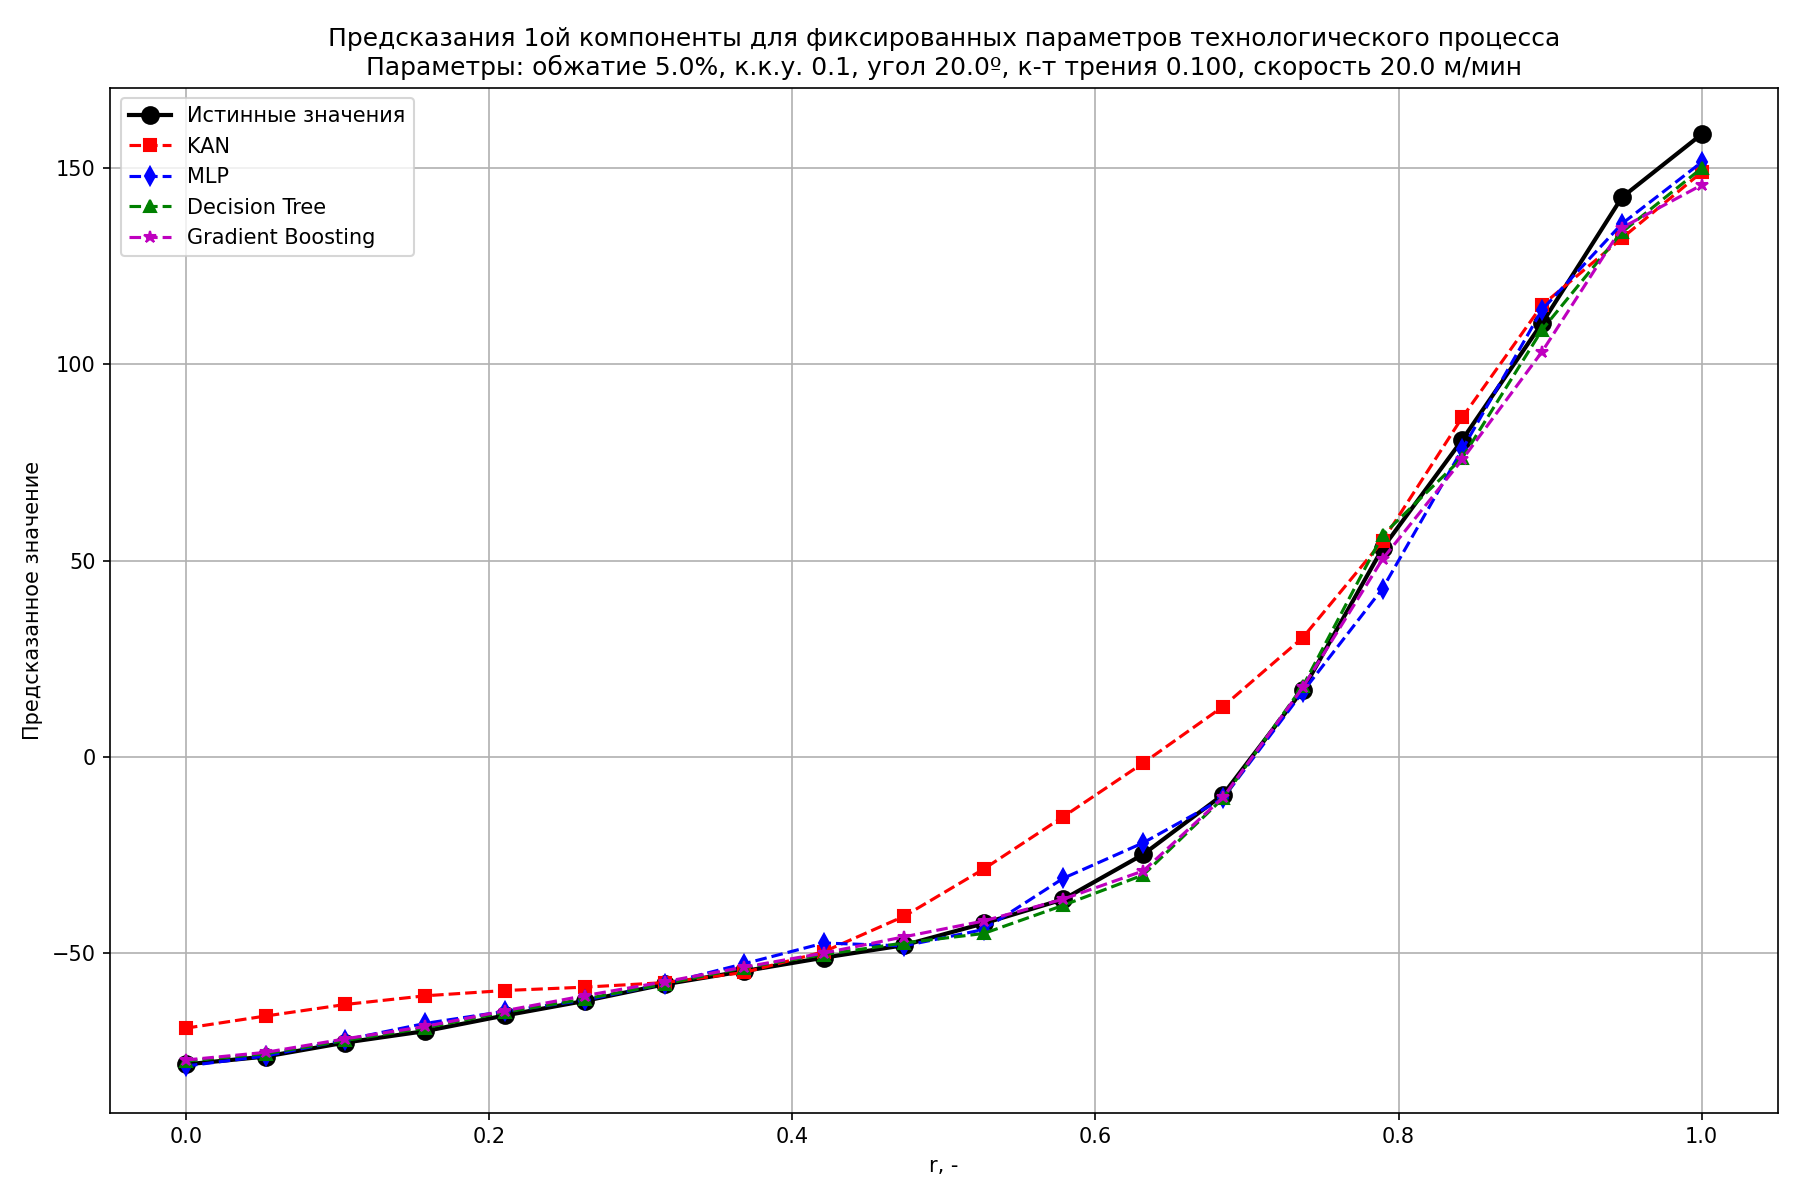 Предсказания 1ой компоненты для фиксированных параметров технологического процесса
Параметры: обжатие 5.0%, к.к.у. 0.1, угол 20.0º, к-т трения 0.100, скорость 20.0 м/мин
Истинные значения
KAN
MLP
Decision Tree
Gradient Boosting
Предсказанное значение
150
100
50
0
−50
0.0
0.2
0.4
0.6
0.8
1.0
r, -